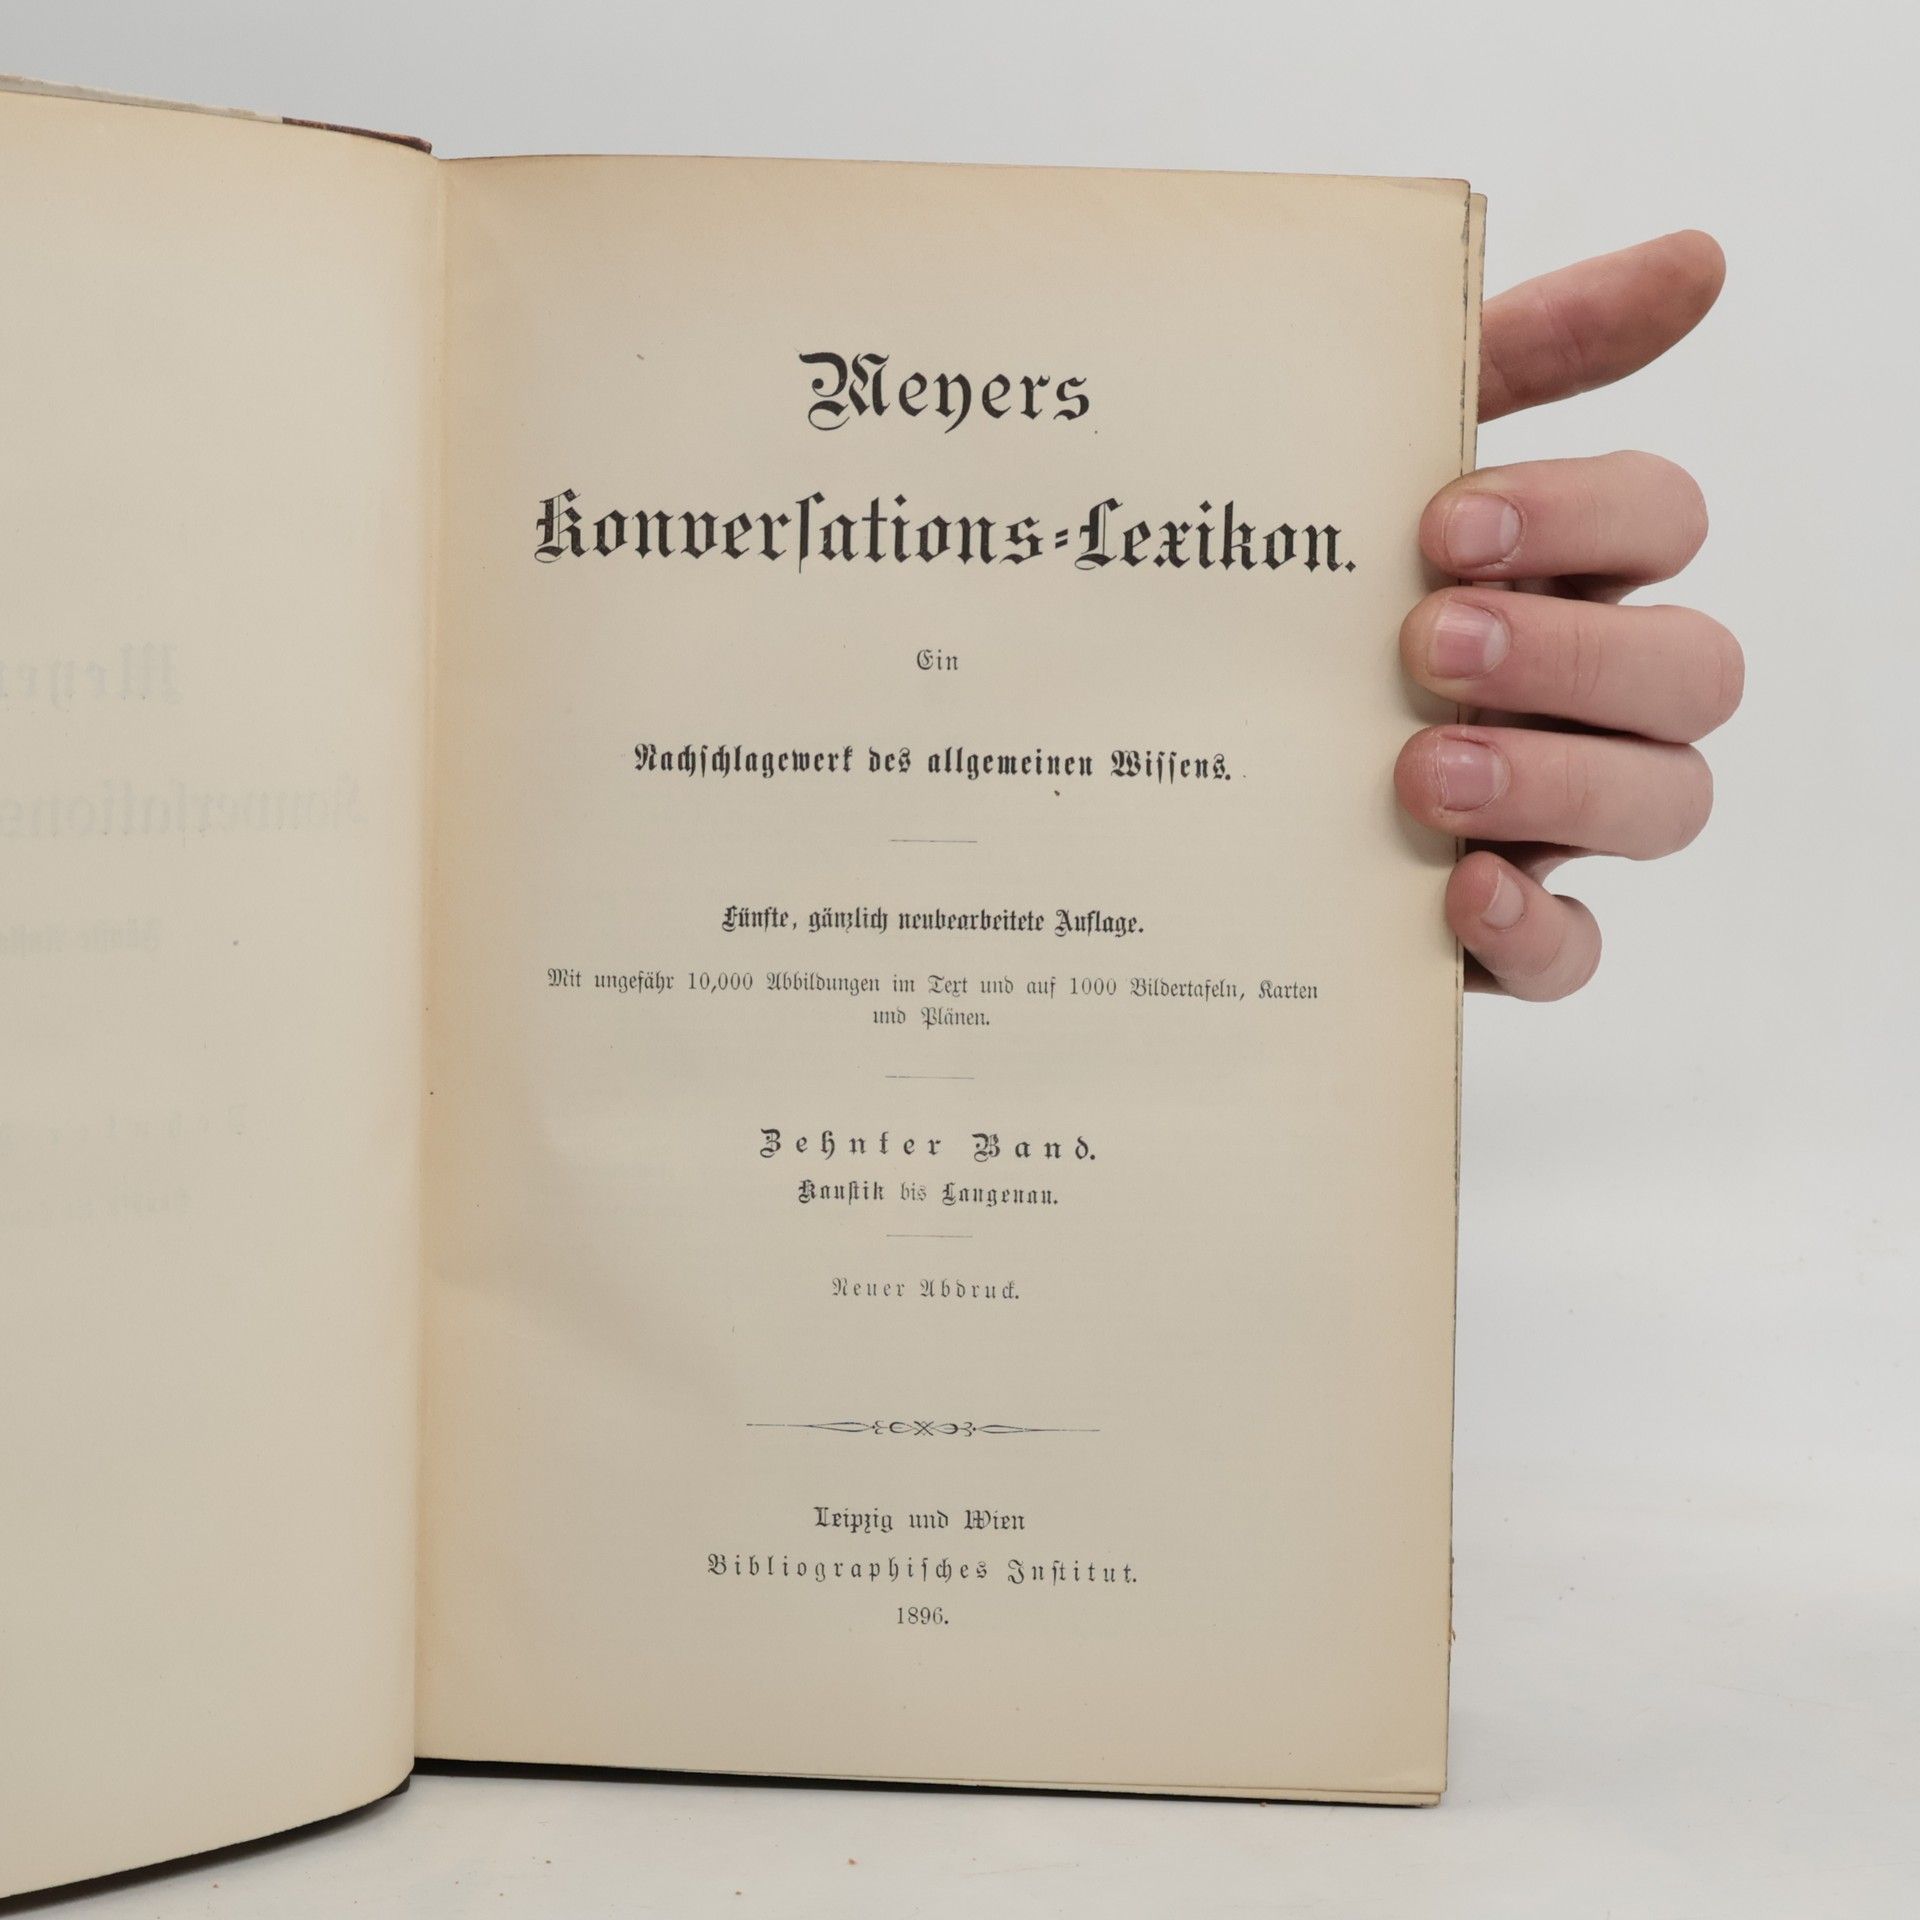 Meyers
Konverſations-Lexikon.
Ein
Nachſchlagewerk des allgemeinen Wiſſens.
Fünfte, gänzlich neubearbeitete Auflage.
Mit ungefähr 10,000 Abbildungen im Text und auf 1000 Bildertafeln, Karten
und Plänen.
Zehnter Band.
Kauſtik bis Langenau.
Neuer Abdruck.
Leipzig und Wien
Bibliographiſches Inſtitut.
1896.